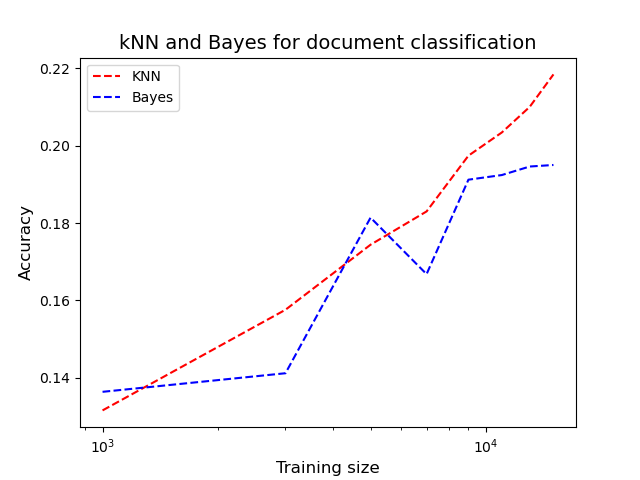 kNN and Bayes for document classification
KNN
Bayes
0.22
0.20
0.18
0.16
0.14
Accuracy
10³
10⁴
Training size